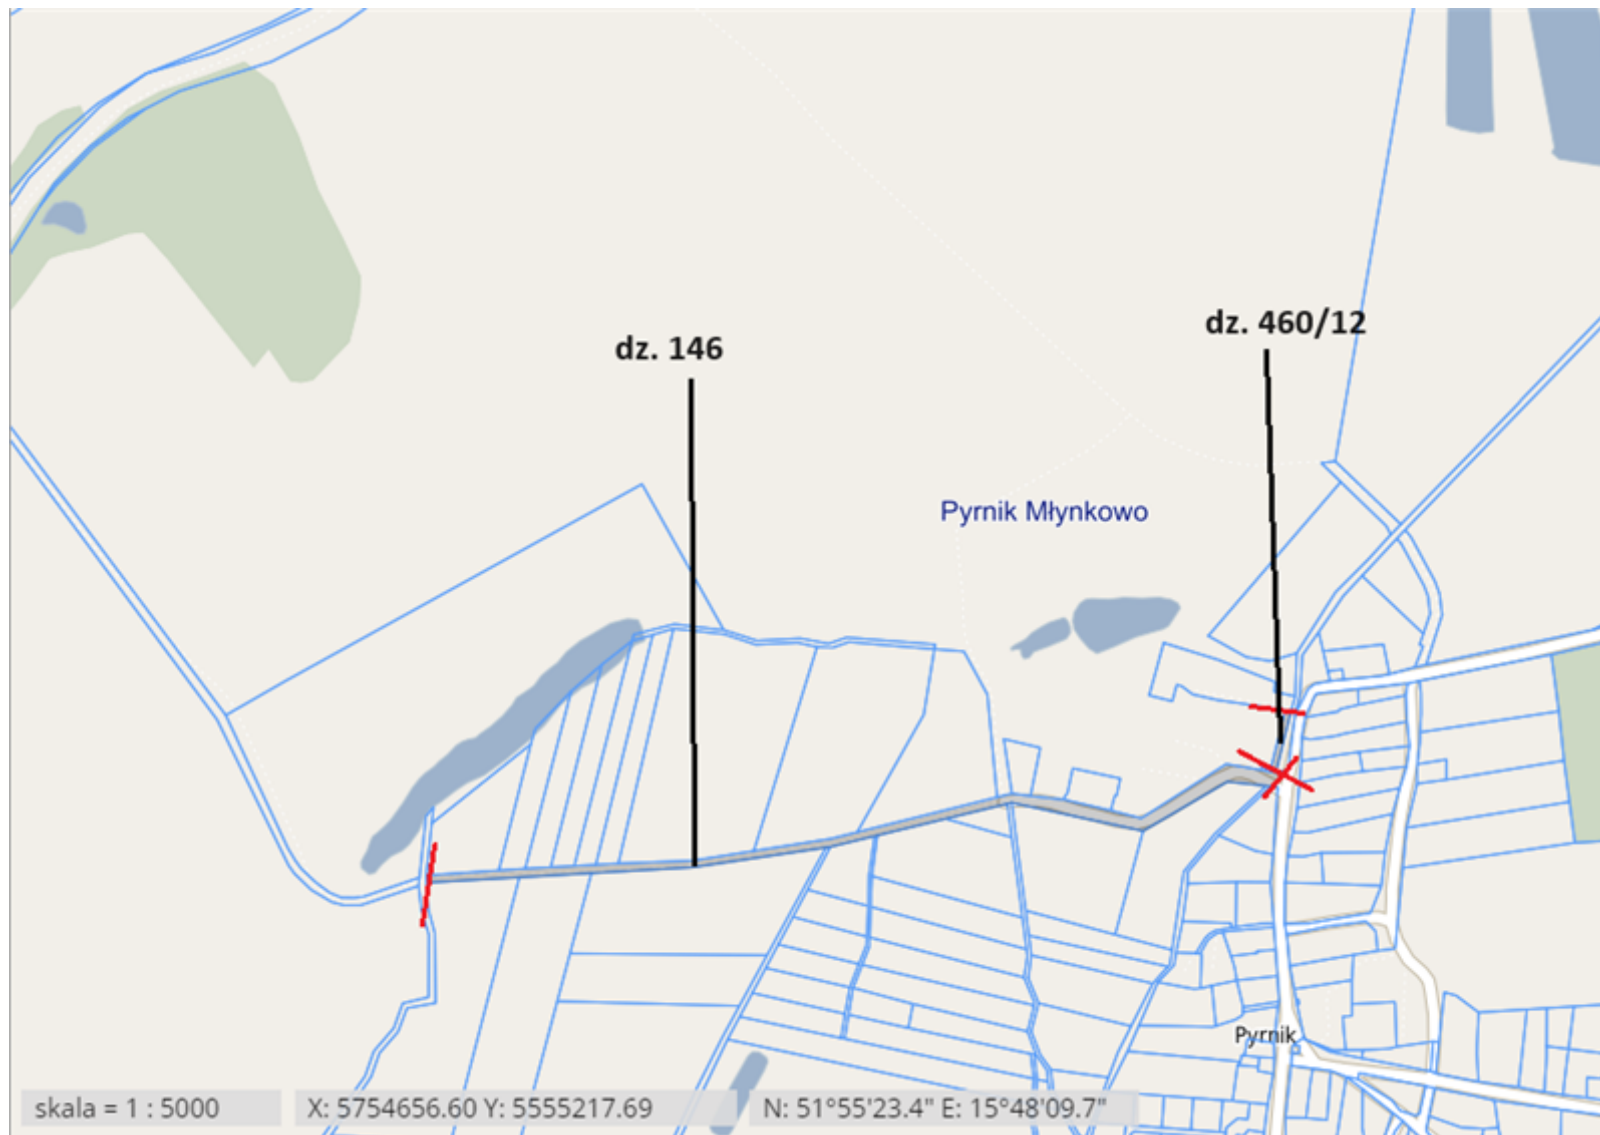 dz. 460/12
dz. 146
Pyrnik Młynkowo
Pyrnik
skala = 1 : 5000
X: 5754656.60 Y: 5555217.69
N: 51°55'23.4" E: 15°48'09.7"